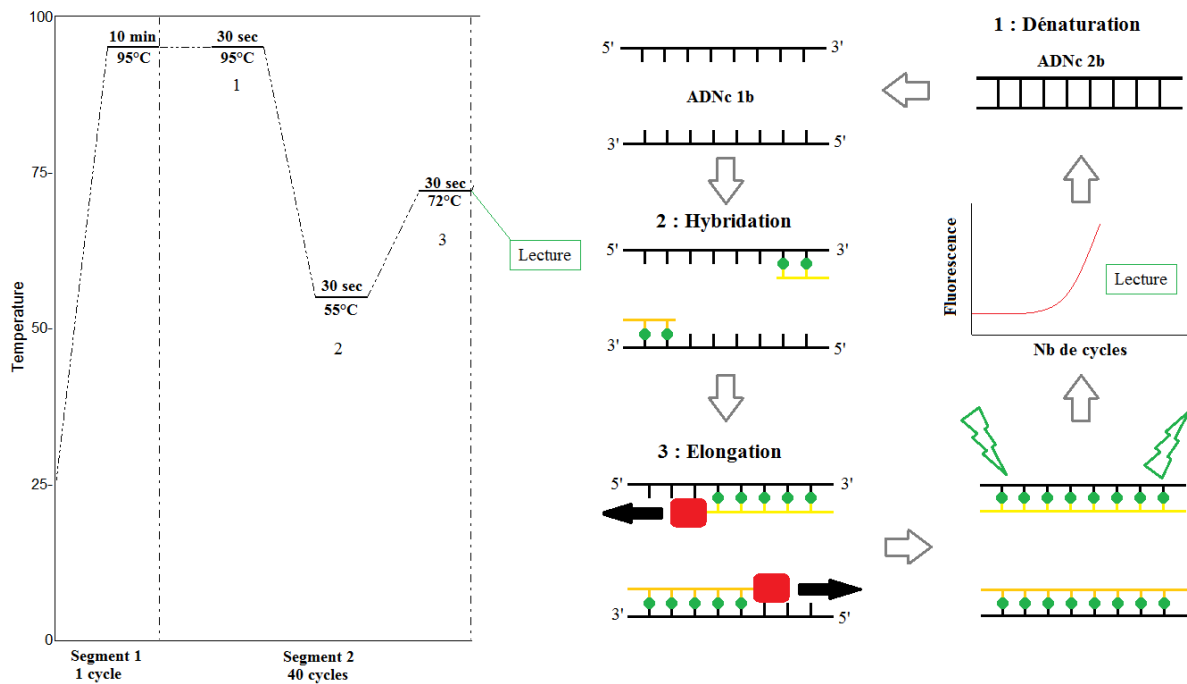 100
75-
50-
25-
0
Temperature
10 min
95°C
30 sec
95°C
1
30 sec
55°C
2
30 sec
72°C
3
Lecture
Segment 1
1 cycle
Segment 2
40 cycles
5'
3'
ADNc 1b
3'
5'
2 : Hybridation
5'
3'
3'
5'
3 : Elongation
5'
3'
3'
5'
1 : Dénaturation
ADNc 2b
Fluorescence
Lecture
Nb de cycles